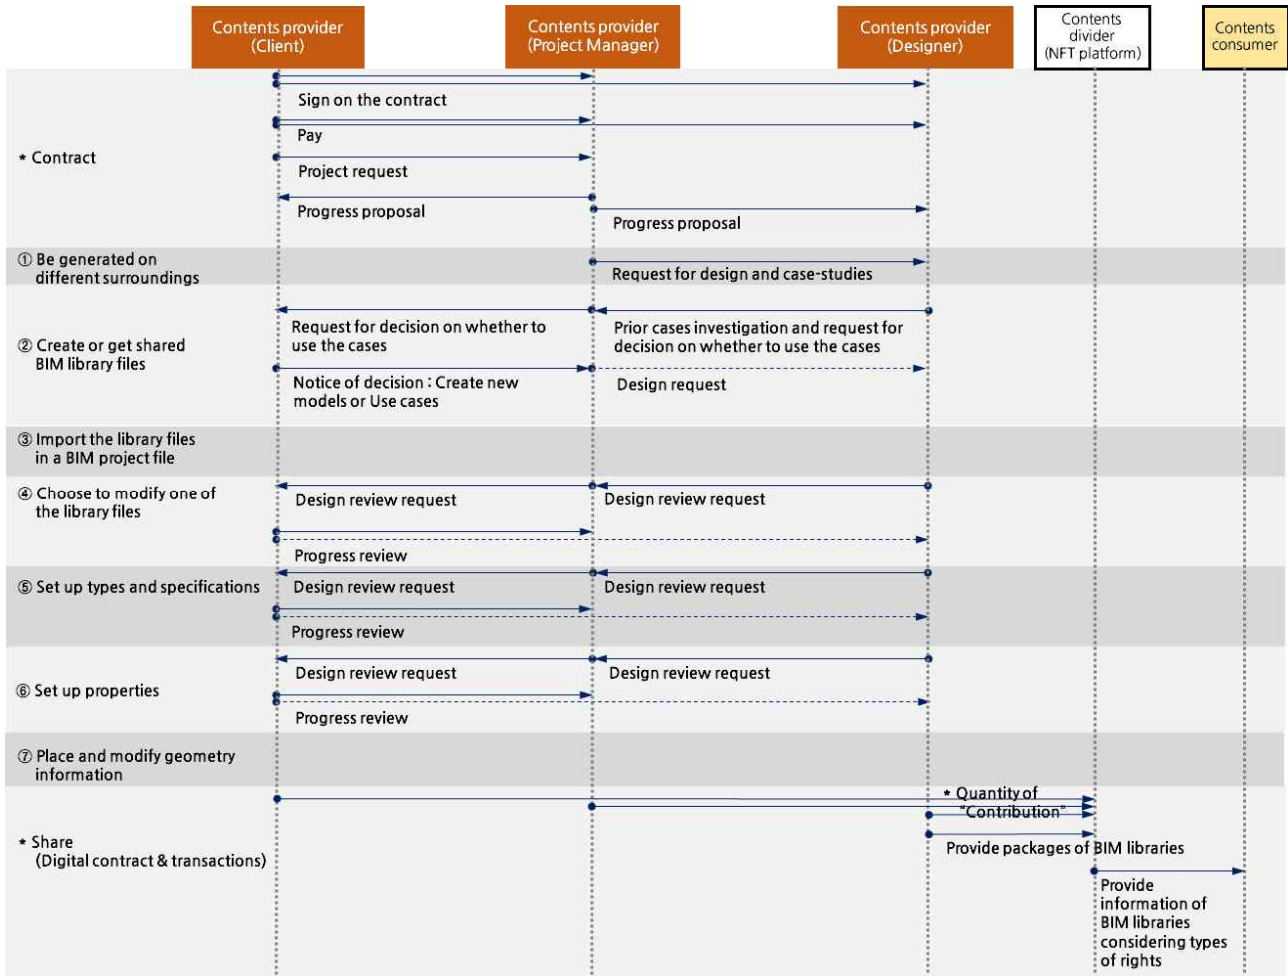 Contents provider
(Client)
Contents provider
(Project Manager)
Contents provider
(Designer)
Contents
divider
(NFT platform)
Contents
consumer
Sign on the contract
Pay
* Contract
Project request
Progress proposal
Progress proposal
① Be generated on
different surroundings
Request for design and case-studies
Request for decision on whether to
use the cases
Prior cases investigation and request for
decision on whether to use the cases
② Create or get shared
BIM library files
Notice of decision : Create new
models or Use cases
Design request
③ Import the library files
in a BIM project file
④ Choose to modify one of
the library files
Design review request
Design review request
Progress review
⑤ Set up types and specifications
Design review request
Design review request
Progress review
Design review request
Design review request
⑥ Set up properties
Progress review
⑦ Place and modify geometry
information
* Quantity of
"Contribution"
* Share
(Digital contract & transactions)
Provide packages of BIM libraries
Provide
information of
BIM libraries
considering types
of rights